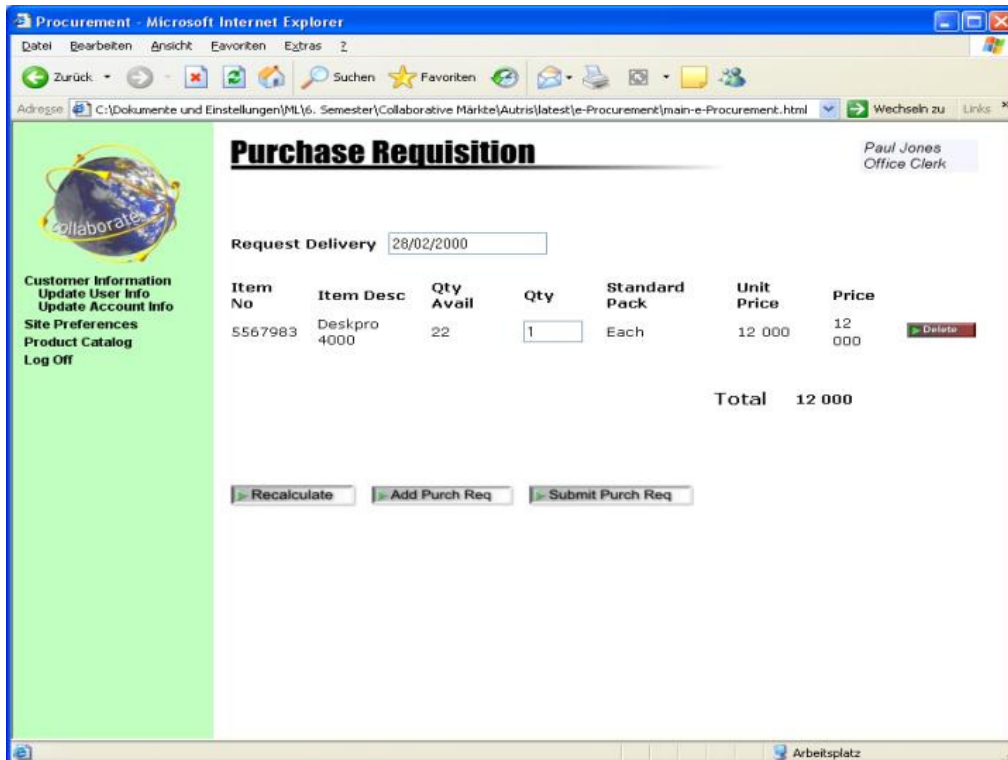 Procurement - Microsoft Internet Explorer
Datei Bearbeiten Ansicht Favoriten Extras ?
Zurück Suchen Favoriten
Adresse C:\Dokumente und Einstellungen\ML\6. Semester\Collaborative Märkte\Autris\latest\e-Procurement\main-e-Procurement.html Wechseln zu Links »
collaborate
Purchase Requisition
Paul Jones
Office Clerk
Customer Information
Update User Info
Update Account Info
Site Preferences
Product Catalog
Log Off
Request Delivery 28/02/2000
Item No Item Desc Qty Avail Qty Standard Pack Unit Price Price
5567983 Deskpro 4000 22 1 Each 12 000 12 000 Delete
Total 12 000
Recalculate Add Purch Req Submit Purch Req
Arbeitsplatz